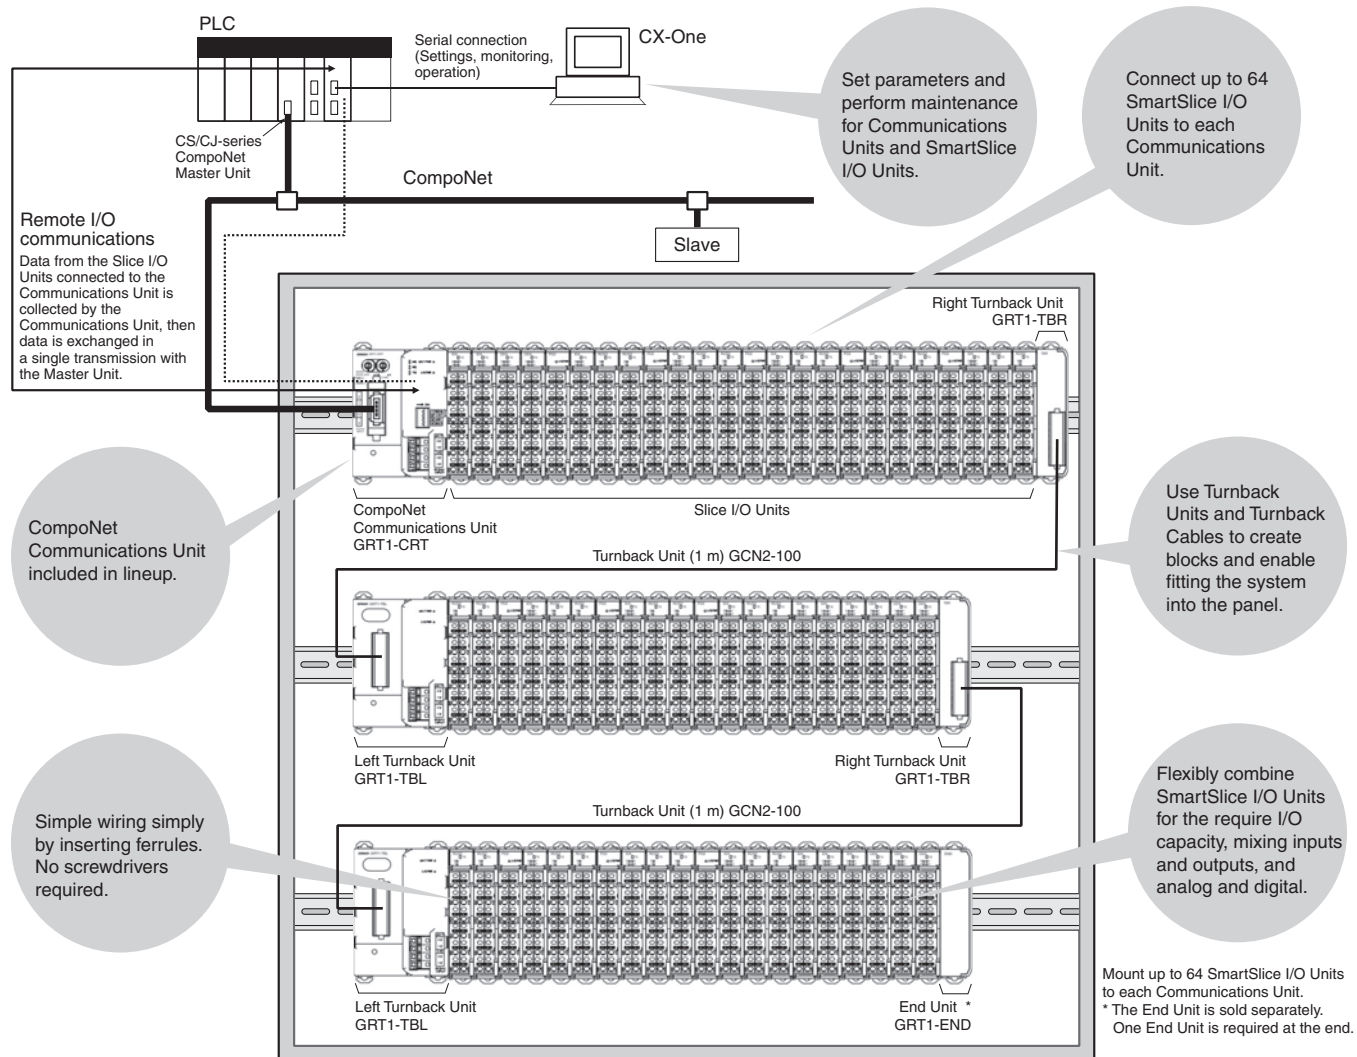 PLC
Serial connection
(Settings, monitoring,
operation)
CX-One
CS/CJ-series
CompoNet
Master Unit
CompoNet
Slave
Remote I/O
communications
Data from the Slice I/O
Units connected to the
Communications Unit is
collected by the
Communications Unit, then
data is exchanged in
a single transmission with
the Master Unit.
Set parameters and
perform maintenance
for Communications
Units and SmartSlice
I/O Units.
Connect up to 64
SmartSlice I/O
Units to each
Communications
Unit.
Right Turnback Unit
GRT1-TBR
CompoNet
Communications Unit
included in lineup.
CompoNet
Communications Unit
GRT1-CRT
Slice I/O Units
Turnback Unit (1 m) GCN2-100
Use Turnback
Units and Turnback
Cables to create
blocks and enable
fitting the system
into the panel.
Left Turnback Unit
GRT1-TBL
Right Turnback Unit
GRT1-TBR
Turnback Unit (1 m) GCN2-100
Simple wiring simply
by inserting ferrules.
No screwdrivers
required.
Flexibly combine
SmartSlice I/O Units
for the require I/O
capacity, mixing inputs
and outputs, and
analog and digital.
Left Turnback Unit
GRT1-TBL
End Unit *
GRT1-END
Mount up to 64 SmartSlice I/O Units
to each Communications Unit.
* The End Unit is sold separately.
One End Unit is required at the end.